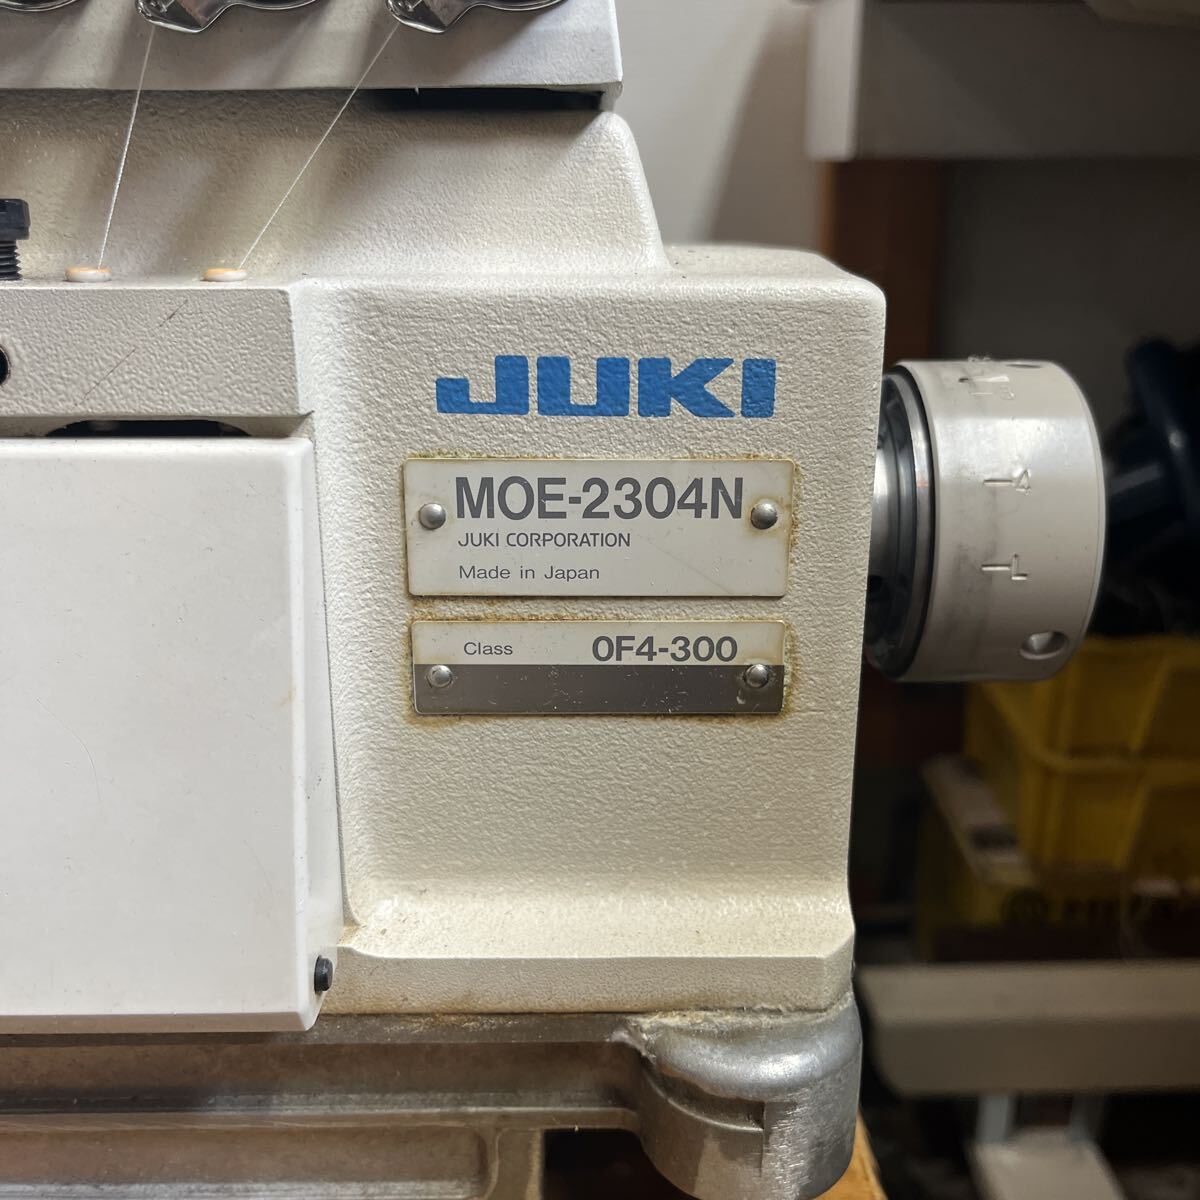 JUKI
MOE-2304N
JUKI CORPORATION
Made in Japan
Class 0F4-300